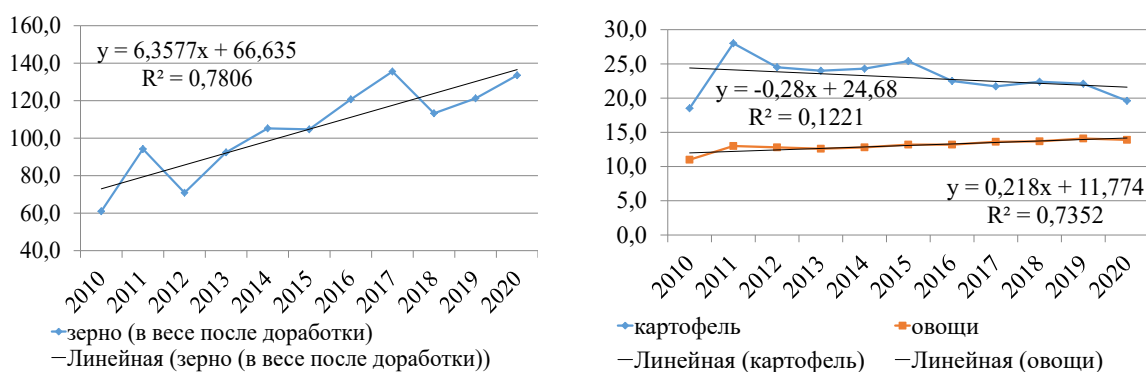 160,0
140,0
120,0
100,0
80,0
60,0
40,0
y = 6,3577x + 66,635
R² = 0,7806
2010 2011 2012 2013 2014 2015 2016 2017 2018 2019 2020
зерно (в весе после доработки)
Линейная (зерно (в весе после доработки))
30,0
25,0
20,0
15,0
10,0
5,0
0,0
y = -0,28x + 24,68
R² = 0,1221
y = 0,218x + 11,774
R² = 0,7352
2010 2011 2012 2013 2014 2015 2016 2017 2018 2019 2020
картофель овощи
Линейная (картофель) Линейная (овощи)